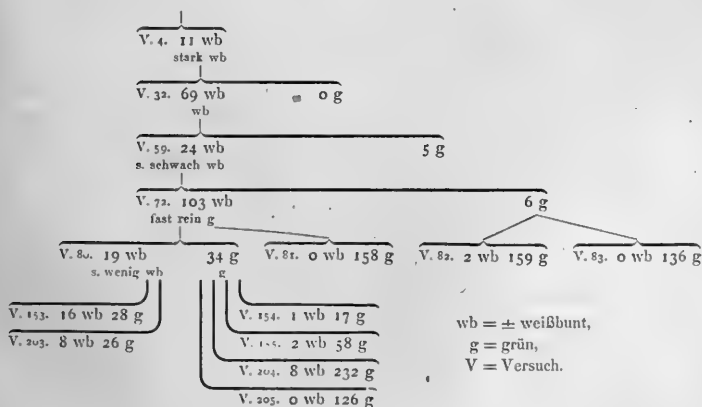 V. 4. 11 wb
stark wb
V. 32. 69 wb 0 g
wb
V. 59. 24 wb 5 g
s. schwach wb
V. 72. 103 wb 6 g
fast rein g
V. 80. 19 wb 34 g V. 81. 0 wb 158 g V. 82. 2 wb 159 g V. 83. 0 wb 136 g
s. wenig wb g
V. 153. 16 wb 28 g V. 154. 1 wb 17 g
V. 203. 8 wb 26 g V. 2 wb 58 g
V. 204. 8 wb 232 g
V. 205. 0 wb 126 g
wb = ± weißbunt,
g = grün,
V = Versuch.